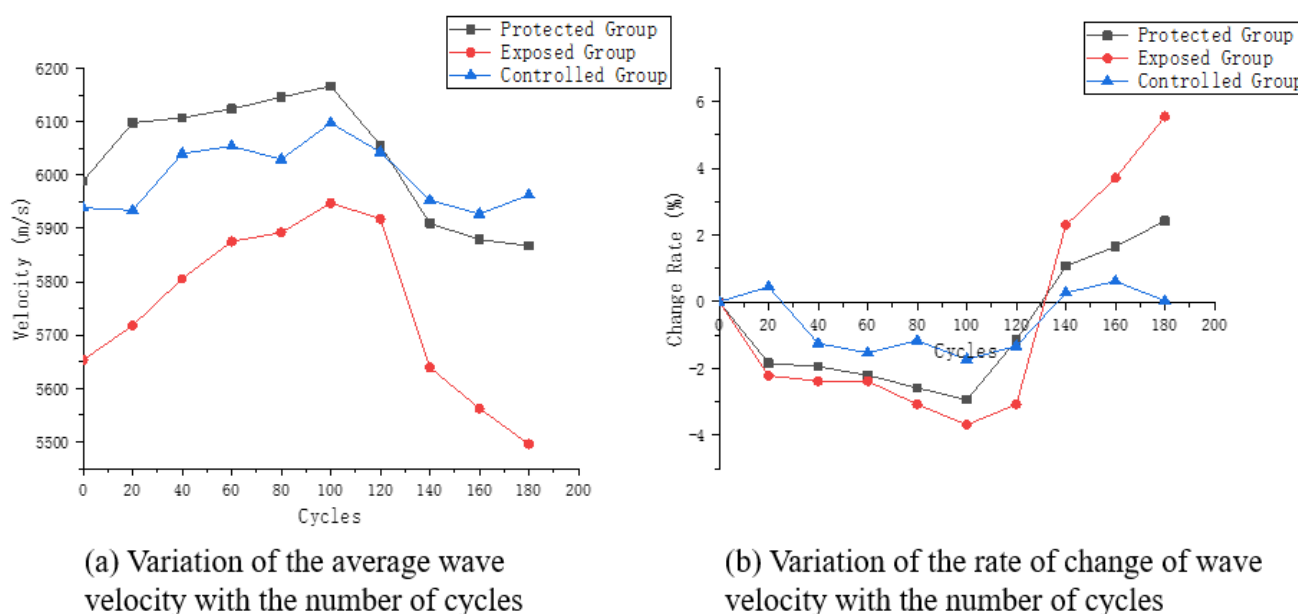 Protected Group
Exposed Group
Controlled Group
6200
6100
6000
5900
5800
5700
5600
5500
Velocity (m/s)
0 20 40 60 80 100 120 140 160 180 200
Cycles
(a) Variation of the average wave
velocity with the number of cycles
Protected Group
Exposed Group
Controlled Group
6
4
2
0
-2
-4
Change Rate (%)
0 20 40 60 80 100 120 140 160 180 200
Cycles
(b) Variation of the rate of change of wave
velocity with the number of cycles